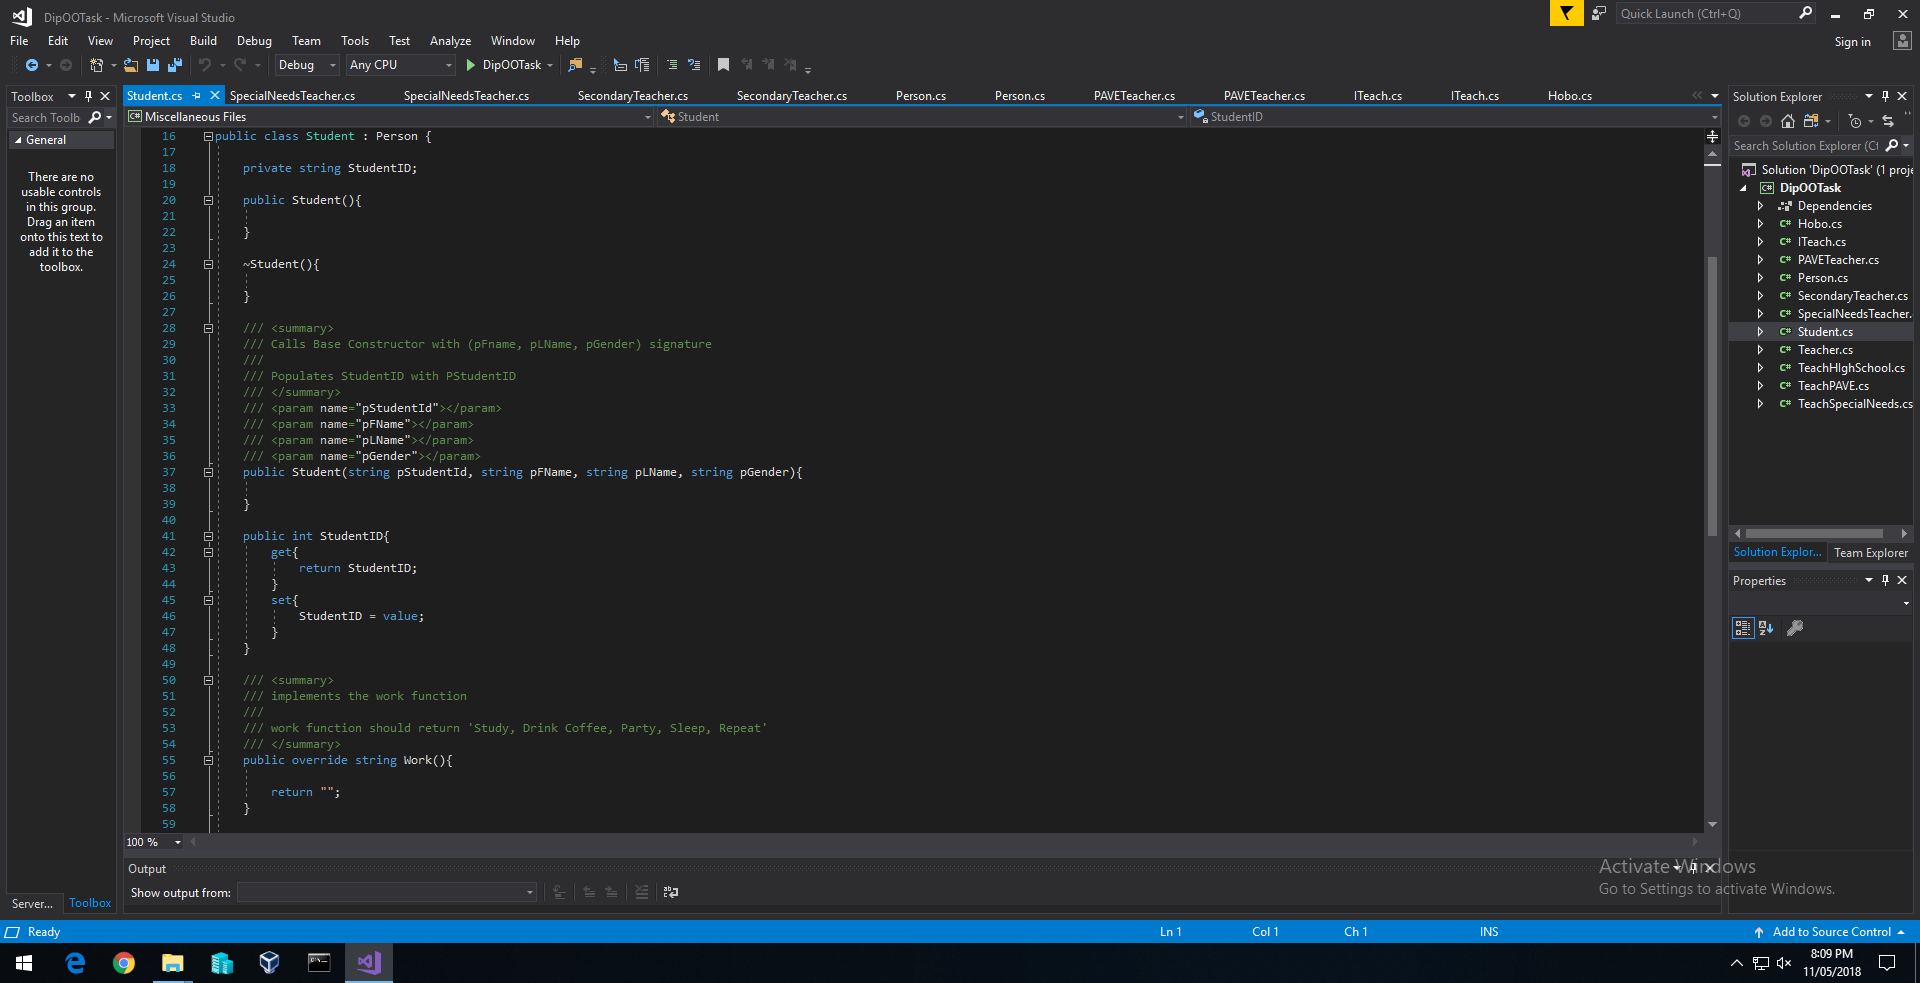 DipOOTask - Microsoft Visual Studio
Quick Launch (Ctrl+Q)
File Edit View Project Build Debug Team Tools Test Analyze Window Help
Sign in
Debug Any CPU DipOOTask
Toolbox
Search Toolb
General
There are no
usable controls
in this group.
Drag an item
onto this text to
add it to the
toolbox.
Server...
Toolbox
Student.cs SpecialNeedsTeacher.cs SpecialNeedsTeacher.cs SecondaryTeacher.cs SecondaryTeacher.cs Person.cs Person.cs PAVETeacher.cs PAVETeacher.cs ITeach.cs ITeach.cs Hobo.cs
Miscellaneous Files Student StudentID
16 public class Student : Person {
17
18 private string StudentID;
19
20 public Student(){
21
22 }
23
24 ~Student(){
25
26 }
27
28 /// <summary>
29 /// Calls Base Constructor with (pFname, pLName, pGender) signature
30 ///
31 /// Populates StudentID with PStudentID
32 /// </summary>
33 /// <param name="pStudentId"></param>
34 /// <param name="pFName"></param>
35 /// <param name="pLName"></param>
36 /// <param name="pGender"></param>
37 public Student(string pStudentId, string pFName, string pLName, string pGender){
38
39 }
40
41 public int StudentID{
42 get{
43 return StudentID;
44 }
45 set{
46 StudentID = value;
47 }
48 }
49
50 /// <summary>
51 /// implements the work function
52 ///
53 /// work function should return 'Study, Drink Coffee, Party, Sleep, Repeat'
54 /// </summary>
55 public override string Work(){
56
57 return "";
58 }
59
100 %
Output
Show output from:
Solution Explorer
Search Solution Explorer (Ct
Solution 'DipOOTask' (1 proje
DipOOTask
Dependencies
Hobo.cs
ITeach.cs
PAVETeacher.cs
Person.cs
SecondaryTeacher.cs
SpecialNeedsTeacher.
Student.cs
Teacher.cs
TeachHIghSchool.cs
TeachPAVE.cs
TeachSpecialNeeds.cs
Solution Explor... Team Explorer
Properties
Activate Windows
Go to Settings to activate Windows.
Ready Ln 1 Col 1 Ch 1 INS Add to Source Control
8:09 PM
11/05/2018